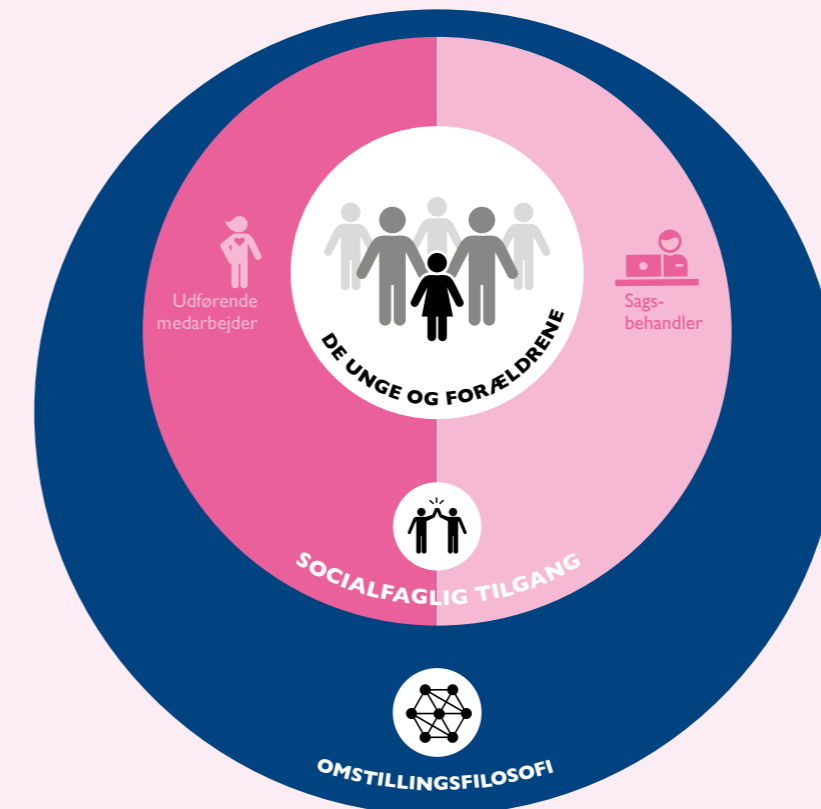 Udførende
medarbejder
Sags-
behandler
DE UNGE OG FORÆLDRENE
SOCIALFAGLIG TILGANG
OMSTILLINGSFILOSOFI